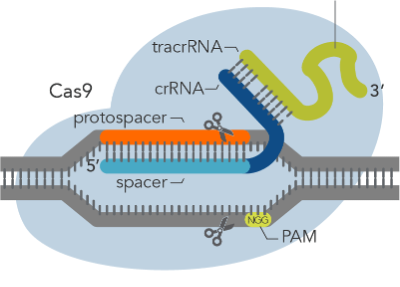 tracrRNA
crRNA
3′
Cas9
protospacer
5′
spacer
NGG
PAM